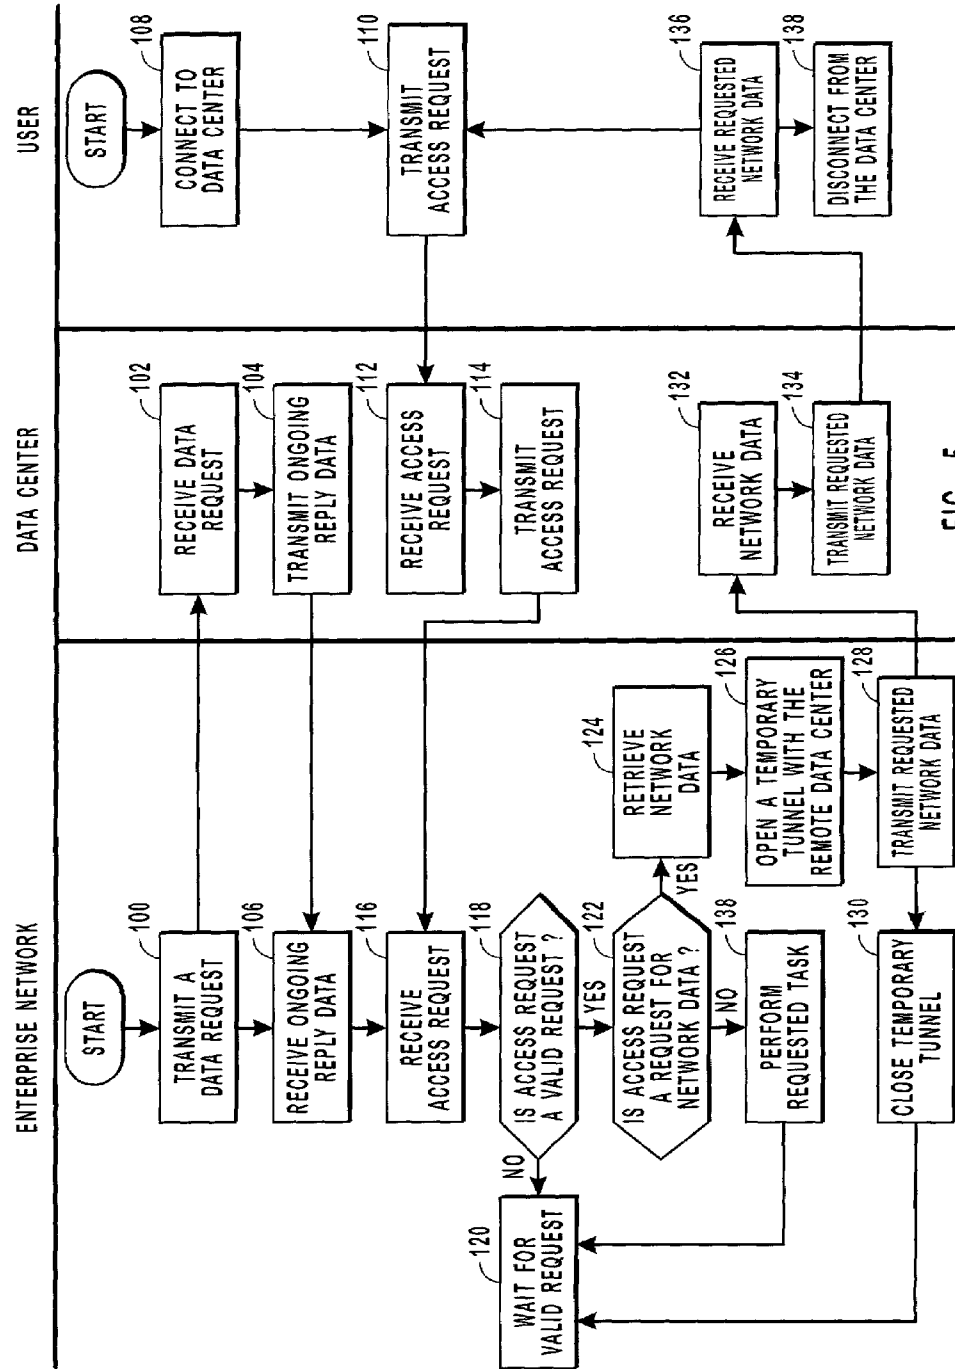 ENTERPRISE NETWORK
START
100
TRANSMIT A
DATA REQUEST
106
RECEIVE ONGOING
REPLY DATA
116
RECEIVE
ACCESS REQUEST
118
IS ACCESS REQUEST
A VALID REQUEST ?
NO
YES
120
WAIT FOR
VALID REQUEST
122
IS ACCESS REQUEST
A REQUEST FOR
NETWORK DATA ?
YES
NO
124
RETRIEVE
NETWORK
DATA
126
OPEN A TEMPORARY
TUNNEL WITH THE
REMOTE DATA CENTER
138
PERFORM
REQUESTED TASK
128
TRANSMIT REQUESTED
NETWORK DATA
130
CLOSE TEMPORARY
TUNNEL
DATA CENTER
102
RECEIVE DATA
REQUEST
104
TRANSMIT ONGOING
REPLY DATA
112
RECEIVE ACCESS
REQUEST
114
TRANSMIT
ACCESS REQUEST
132
RECEIVE
NETWORK DATA
134
TRANSMIT REQUESTED
NETWORK DATA
USER
START
108
CONNECT TO
DATA CENTER
110
TRANSMIT
ACCESS REQUEST
136
RECEIVE REQUESTED
NETWORK DATA
138
DISCONNECT FROM
THE DATA CENTER